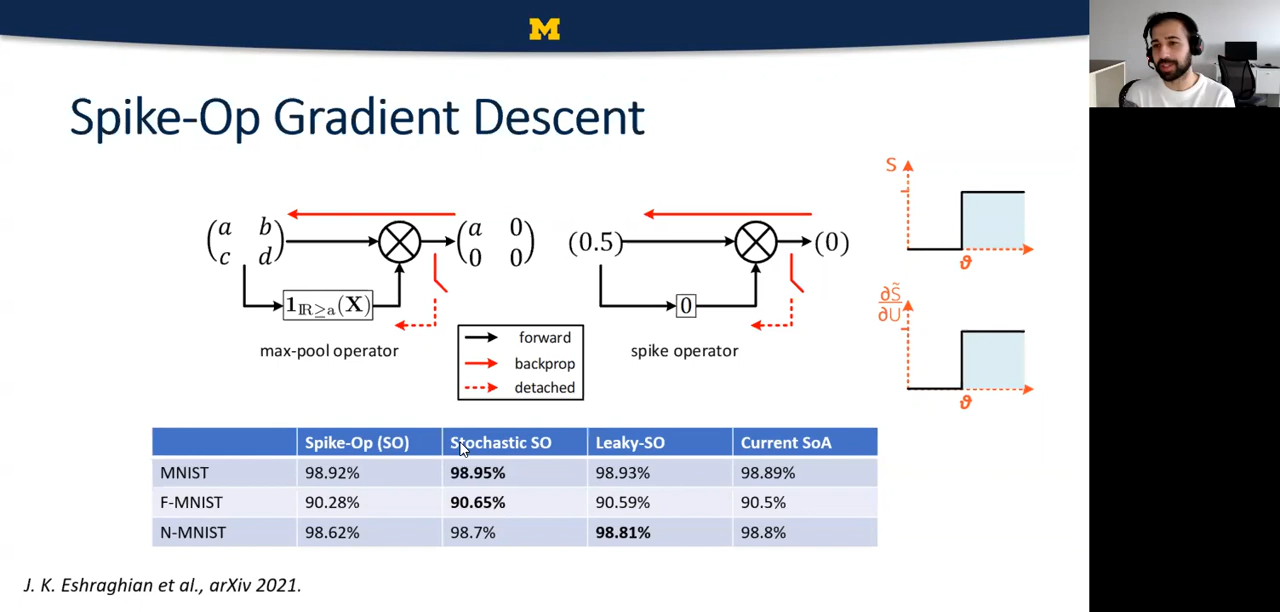 M
Spike-Op Gradient Descent
(a b
c d)
(a 0
0 0)
1ℝ≥a(X)
max-pool operator
(0.5)
(0)
0
spike operator
forward
backprop
detached
S
ϑ
∂S̃
∂U
ϑ
Spike-Op (SO) Stochastic SO Leaky-SO Current SoA
MNIST 98.92% 98.95% 98.93% 98.89%
F-MNIST 90.28% 90.65% 90.59% 90.5%
N-MNIST 98.62% 98.7% 98.81% 98.8%
J. K. Eshraghian et al., arXiv 2021.